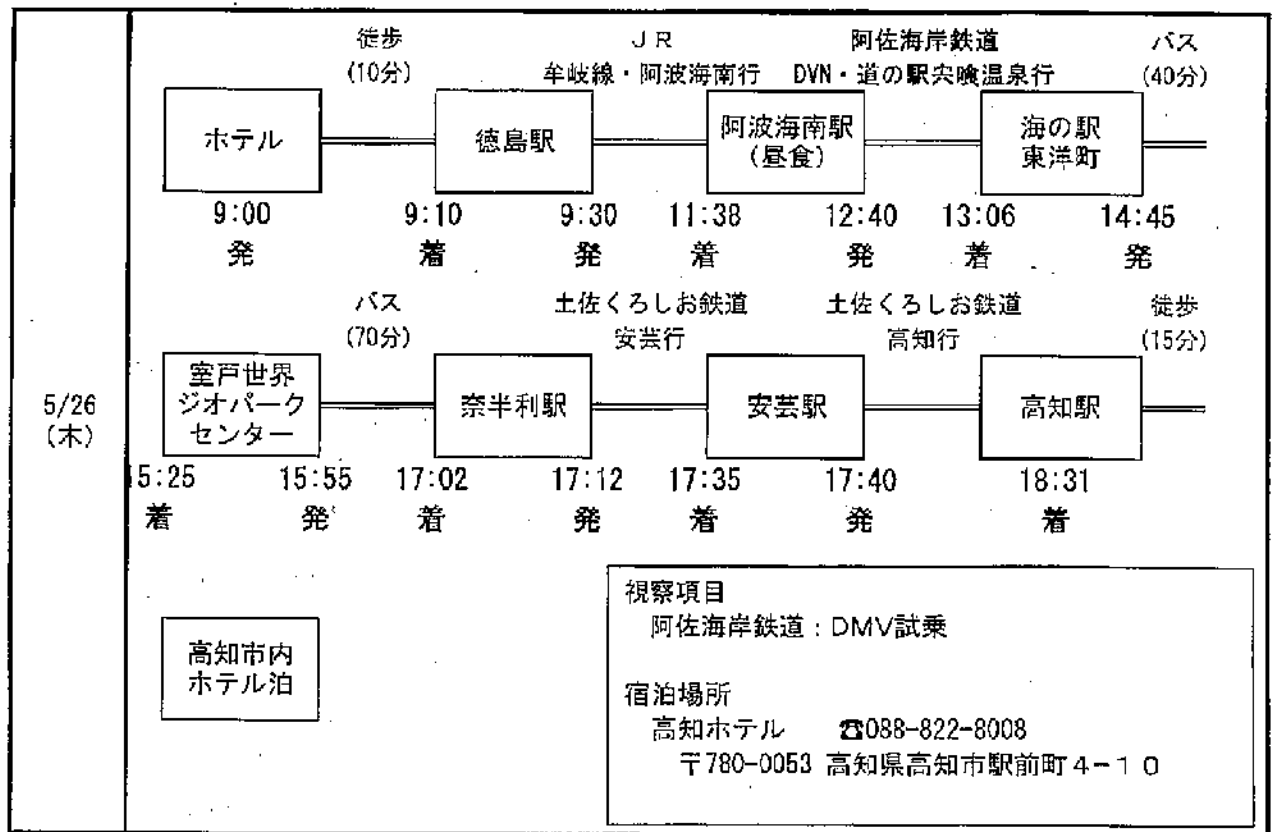 徒歩 ＪＲ 阿佐海岸鉄道 バス
(10分) 牟岐線・阿波海南行 DVN・道の駅宍喰温泉行 (40分)
ホテル 徳島駅 阿波海南駅 (昼食) 海の駅 東洋町
9:00 9:10 9:30 11:38 12:40 13:06 14:45
発 着 発 着 発 着 発
バス 土佐くろしお鉄道 土佐くろしお鉄道 徒歩
(70分) 安芸行 高知行 (15分)
5/26
(木)
室戸世界
ジオパーク
センター
奈半利駅 安芸駅 高知駅
15:25 15:55 17:02 17:12 17:35 17:40 18:31
着 発 着 発 着 発 着
高知市内
ホテル泊
視察項目
阿佐海岸鉄道：DMV試乗
宿泊場所
高知ホテル ☎088-822-8008
〒780-0053 高知県高知市駅前町４−１０